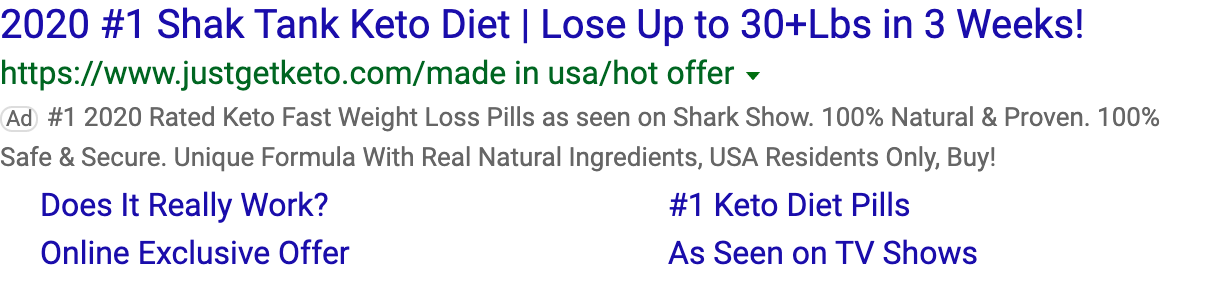 2020 #1 Shak Tank Keto Diet | Lose Up to 30+Lbs in 3 Weeks!
https://www.justgetketo.com/made in usa/hot offer
Ad #1 2020 Rated Keto Fast Weight Loss Pills as seen on Shark Show. 100% Natural & Proven. 100%
Safe & Secure. Unique Formula With Real Natural Ingredients, USA Residents Only, Buy!
Does It Really Work? #1 Keto Diet Pills
Online Exclusive Offer As Seen on TV Shows